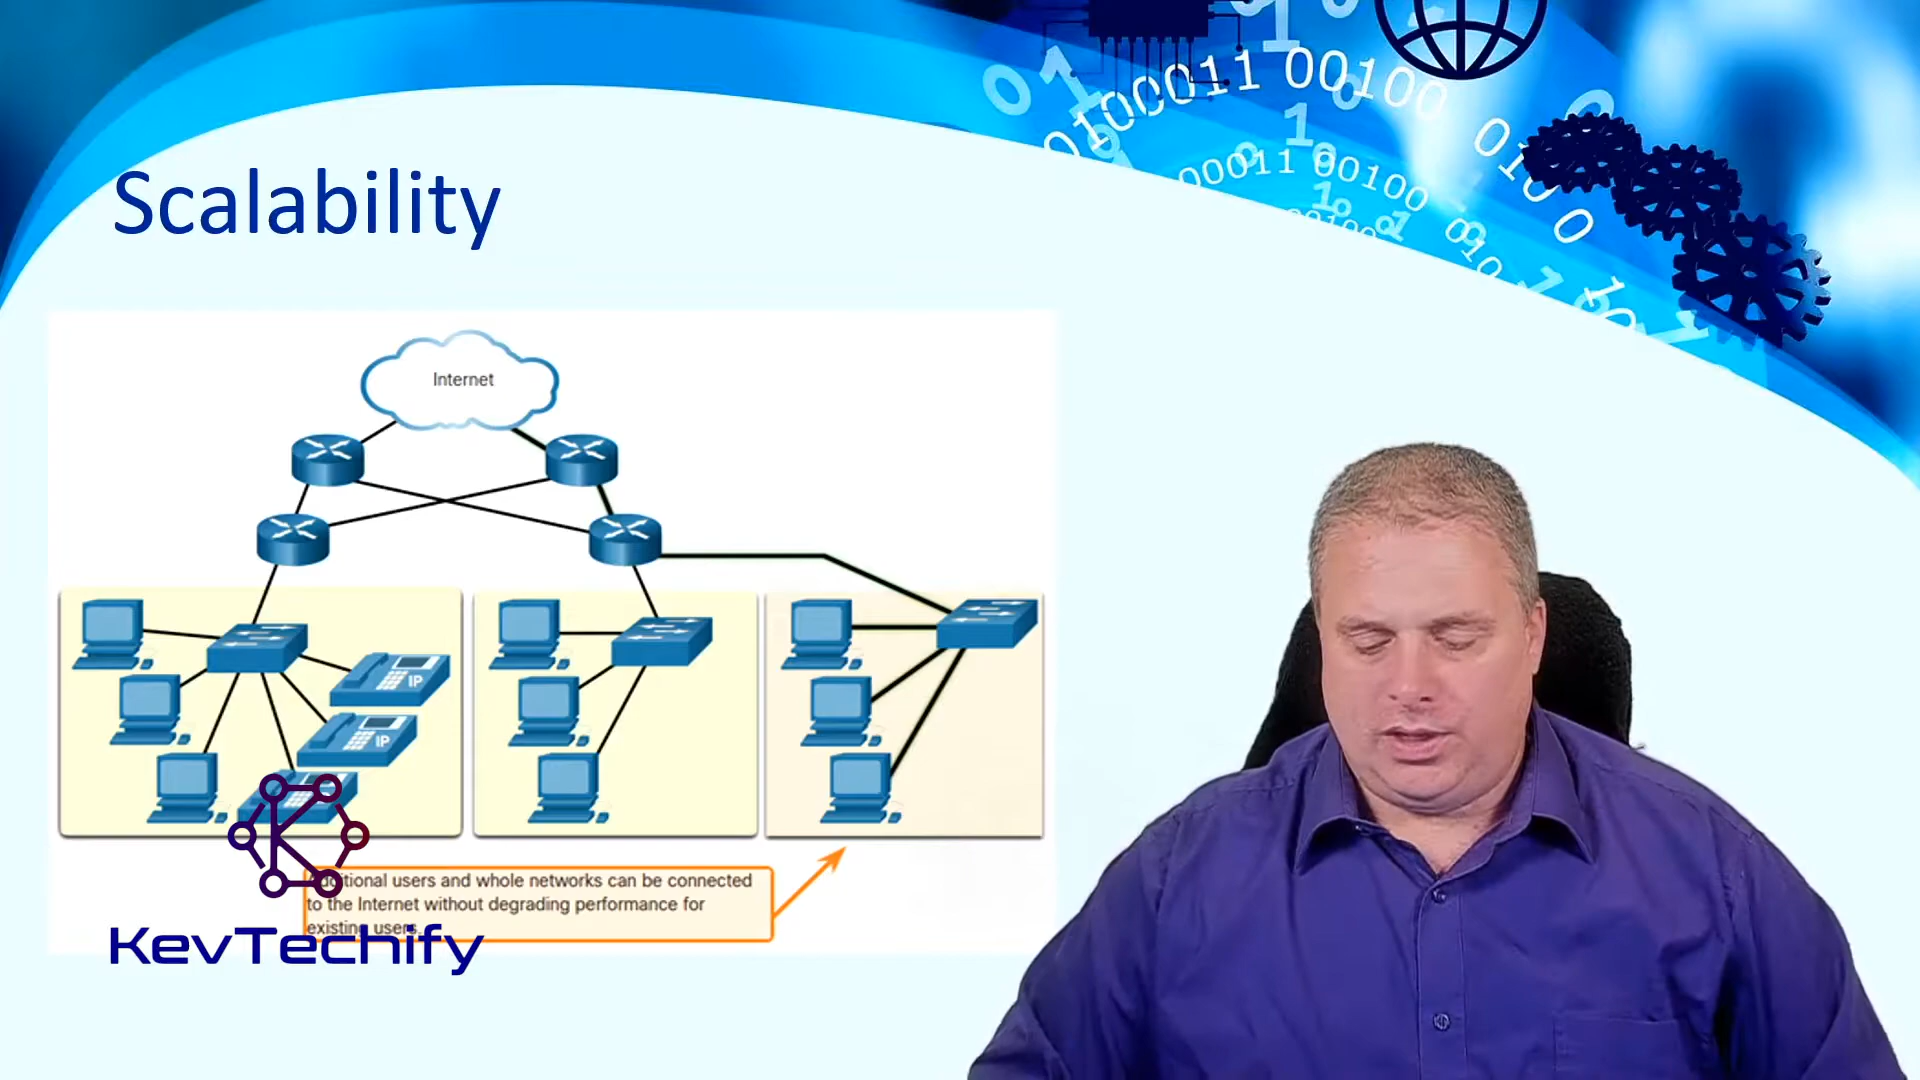 Scalability
Internet
IP
IP
Additional users and whole networks can be connected
to the Internet without degrading performance for
existing users.
KevTechify